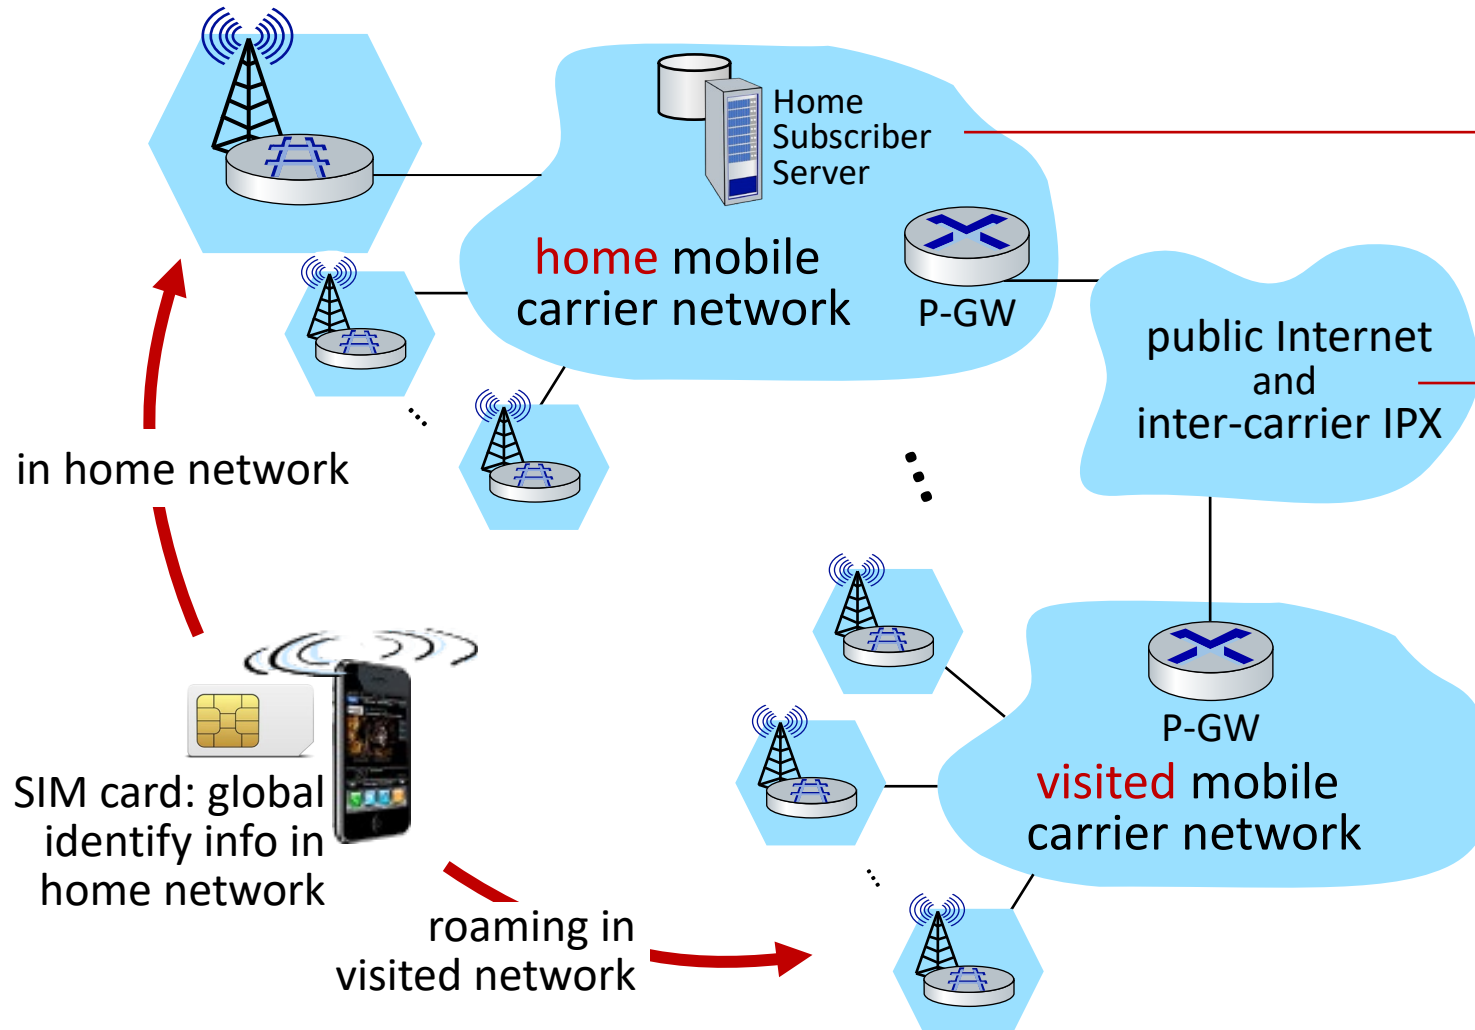 Home
Subscriber
Server
home mobile
carrier network
P-GW
public Internet
and
inter-carrier IPX
in home network
P-GW
visited mobile
carrier network
SIM card: global
identify info in
home network
roaming in
visited network